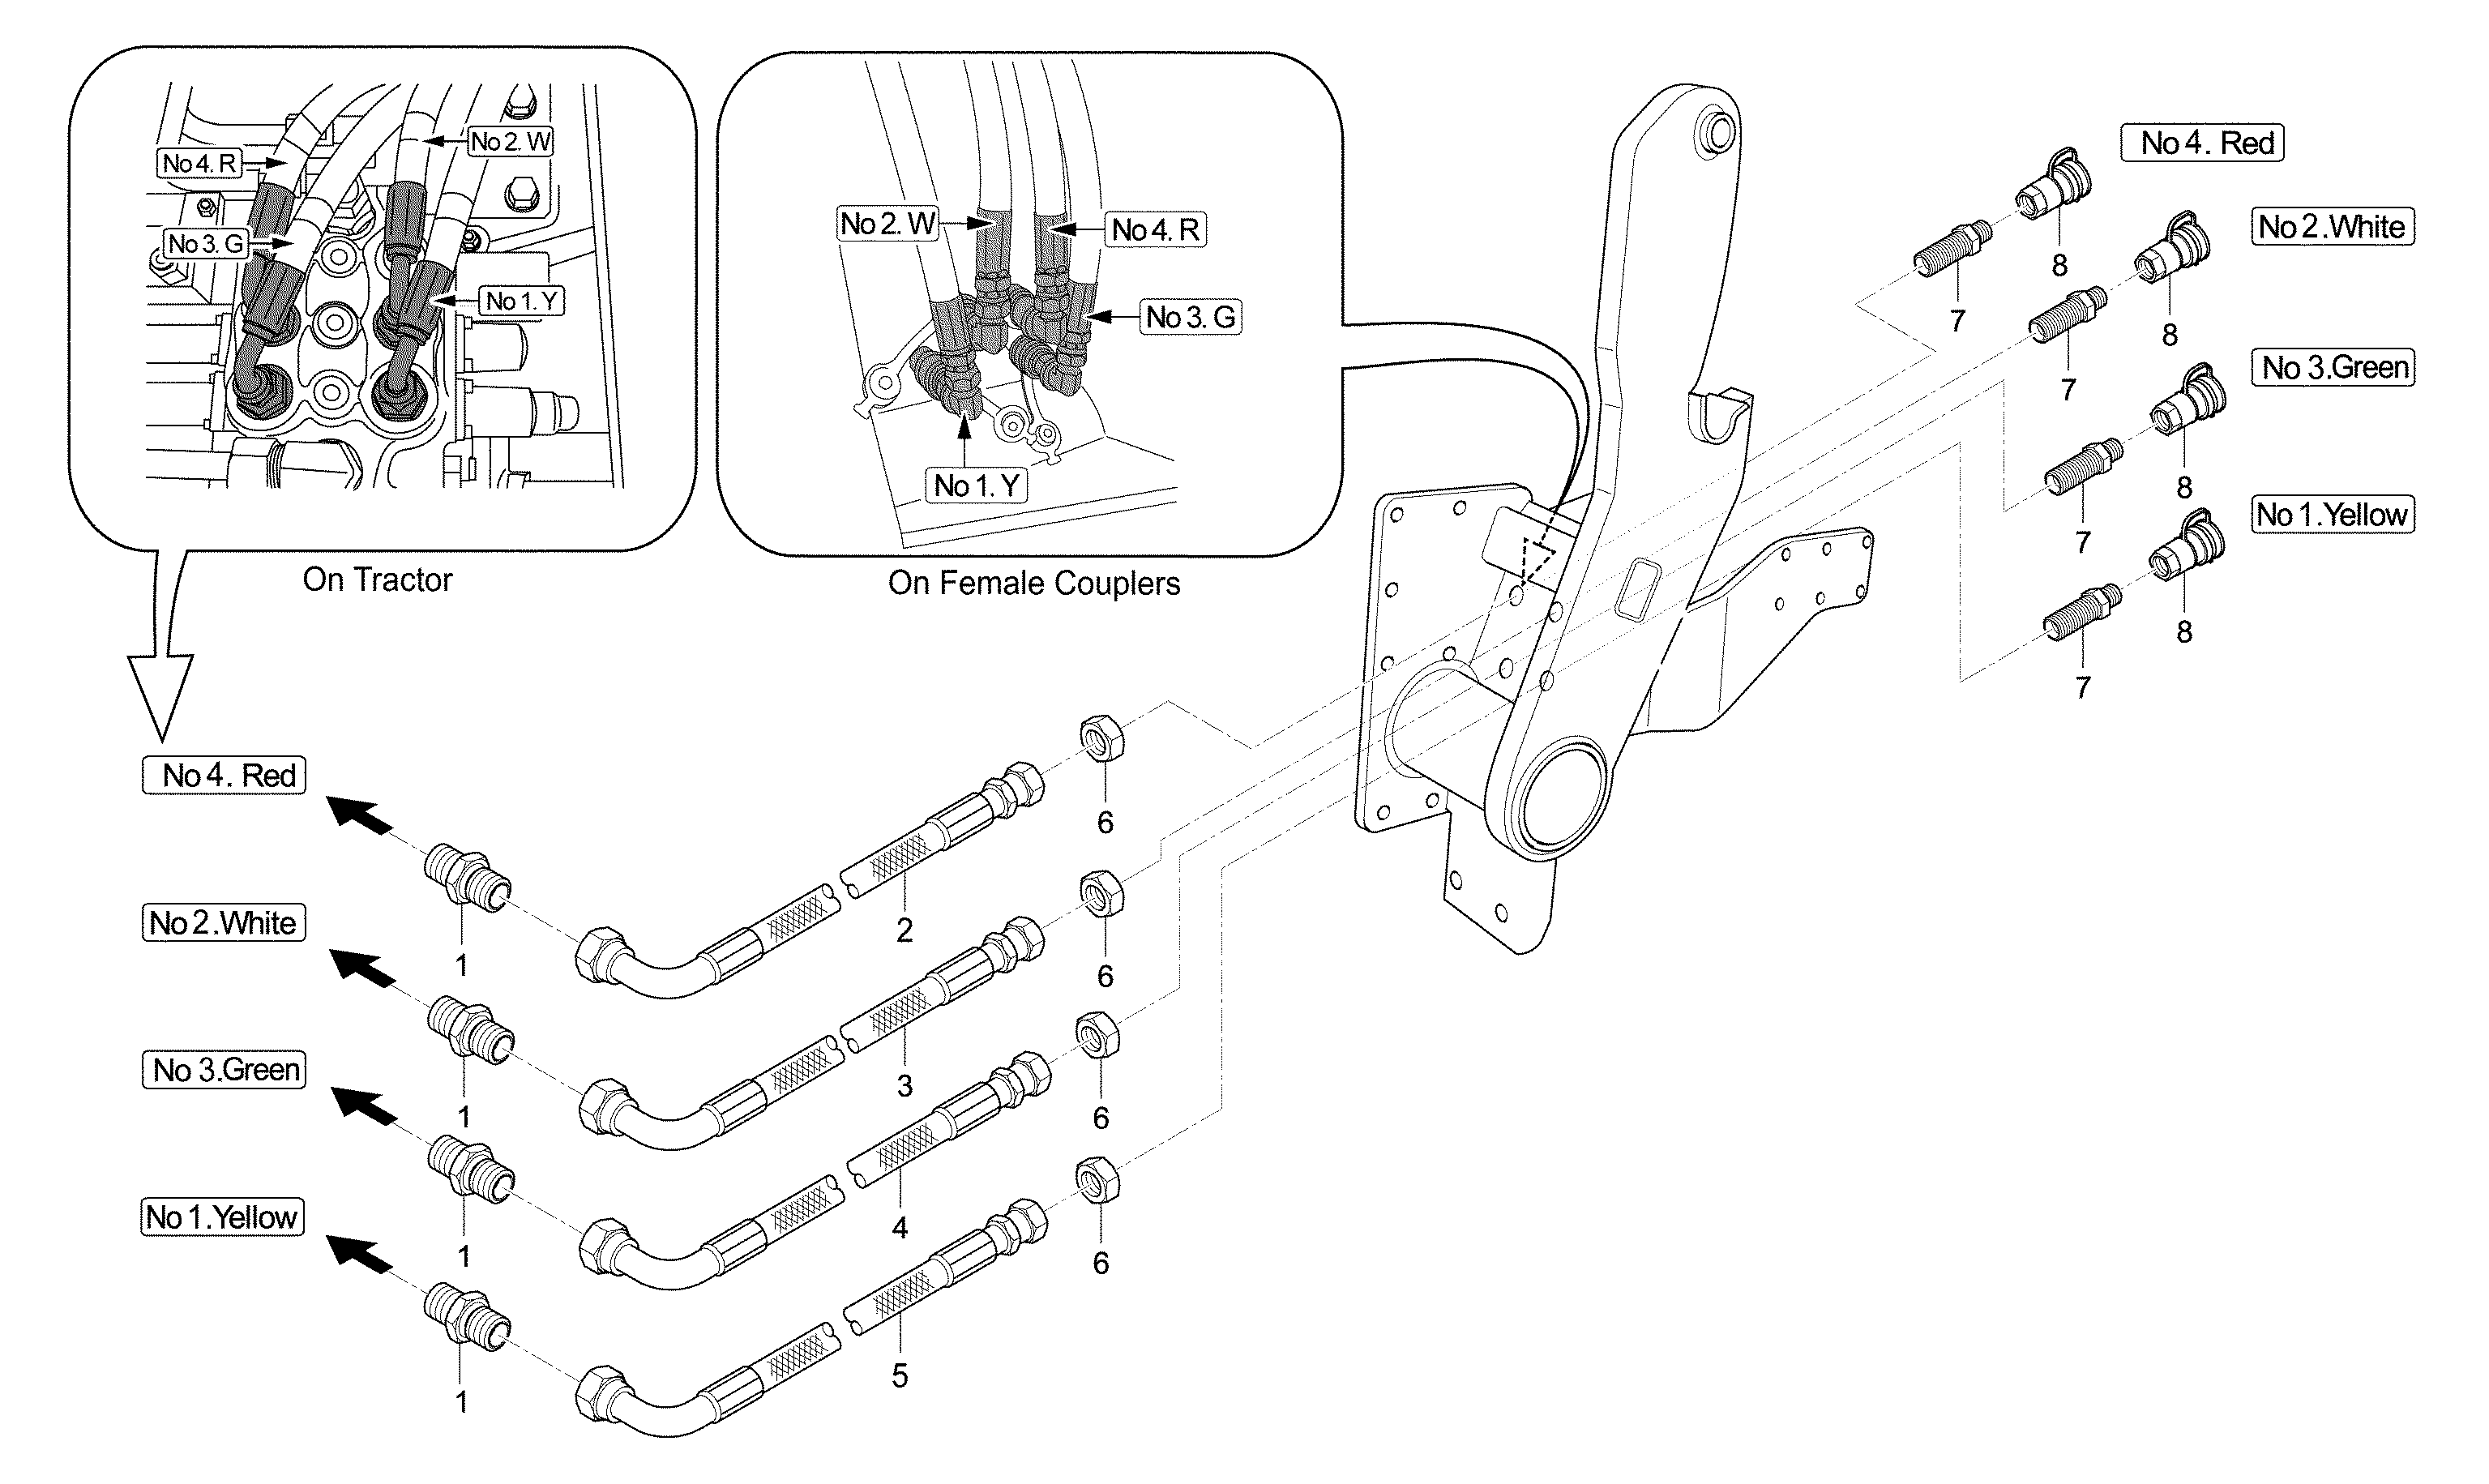 No 4. R
No 2. W
No 3. G
No 1. Y
On Tractor
No 2. W
No 4. R
No 3. G
No 1. Y
On Female Couplers
No 4. Red
8
No 2.White
7
8
No 3.Green
7
8
No 1.Yellow
7
8
7
No 4. Red
6
2
No 2.White
1
6
3
No 3.Green
1
6
4
No 1.Yellow
1
6
5
1